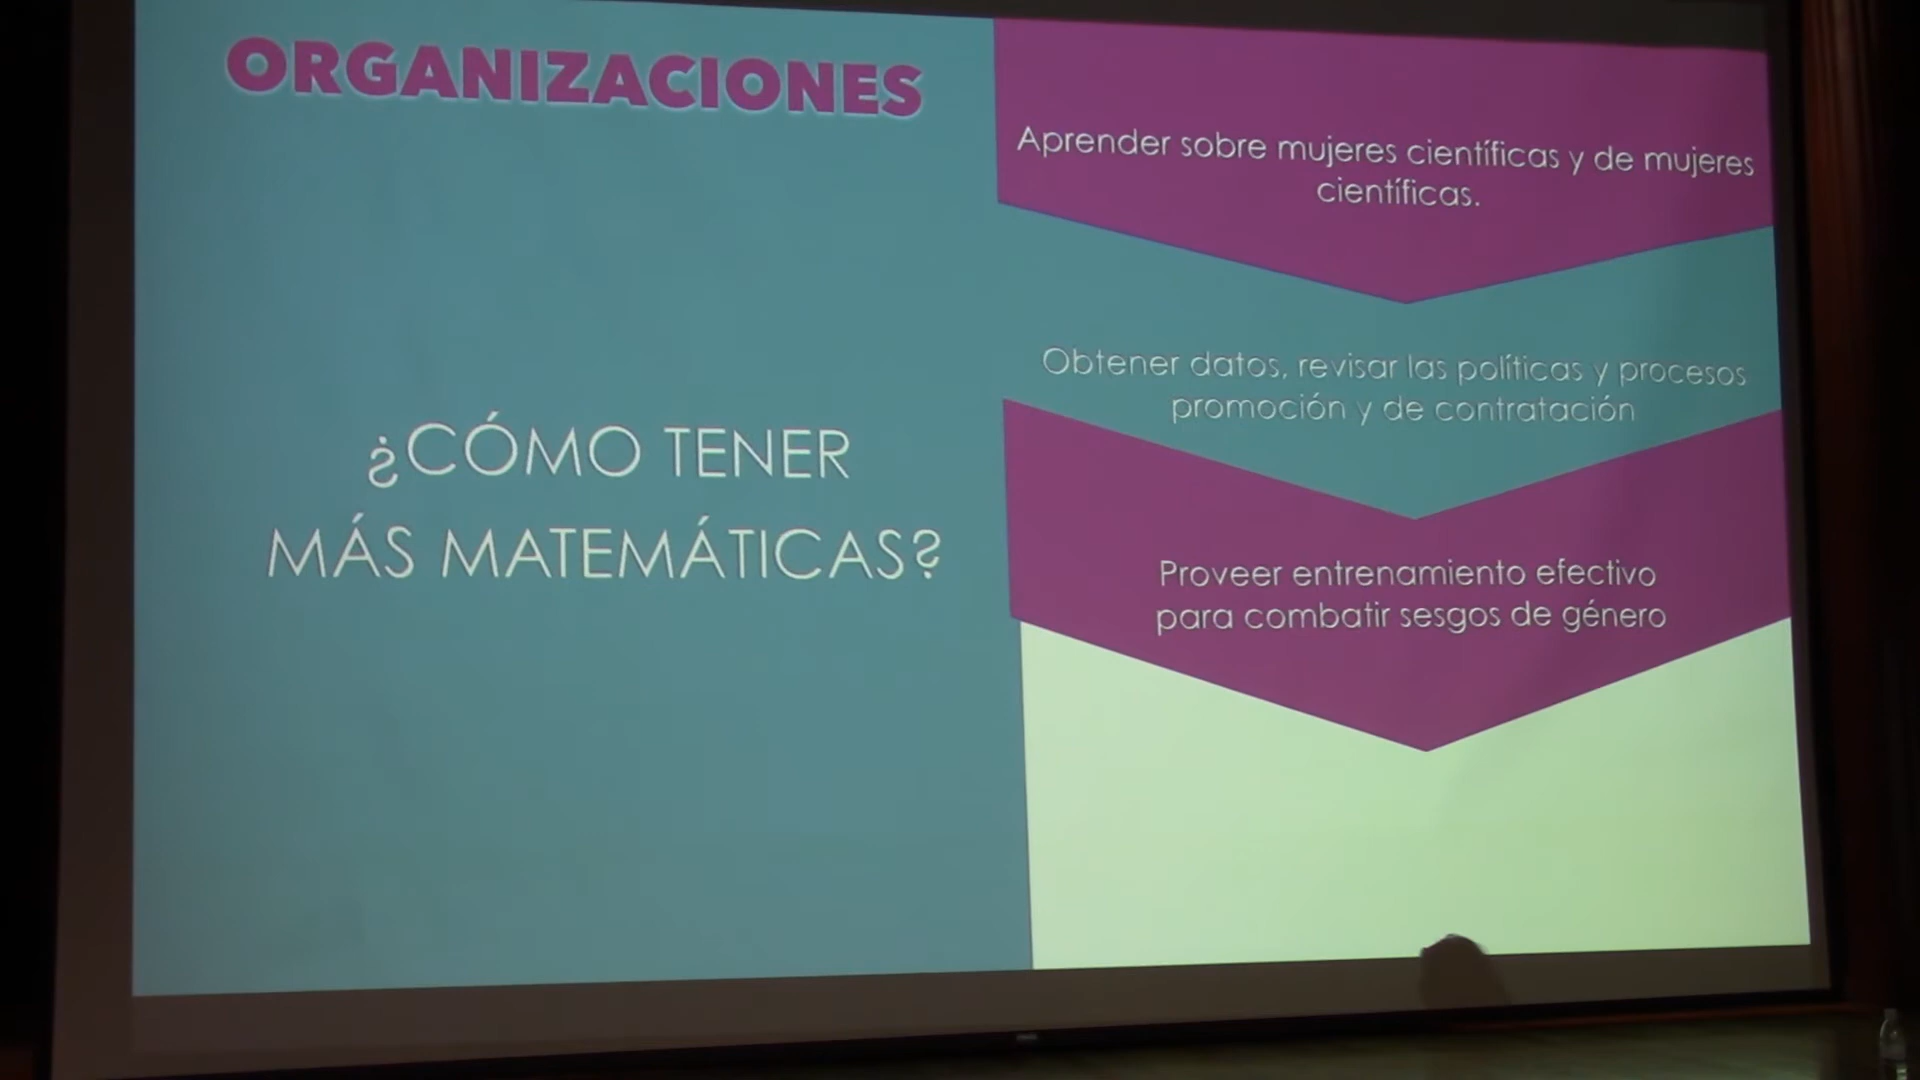 ORGANIZACIONES
¿CÓMO TENER
MÁS MATEMÁTICAS?
Aprender sobre mujeres científicas y de mujeres
científicas.
Obtener datos, revisar las políticas y procesos
promoción y de contratación
Proveer entrenamiento efectivo
para combatir sesgos de género